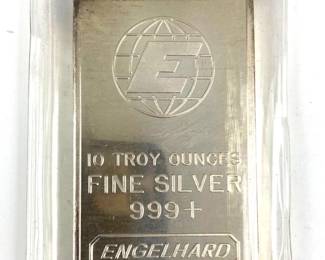 E
10 TROY OUNCES
FINE SILVER
999+
ENGELHARD